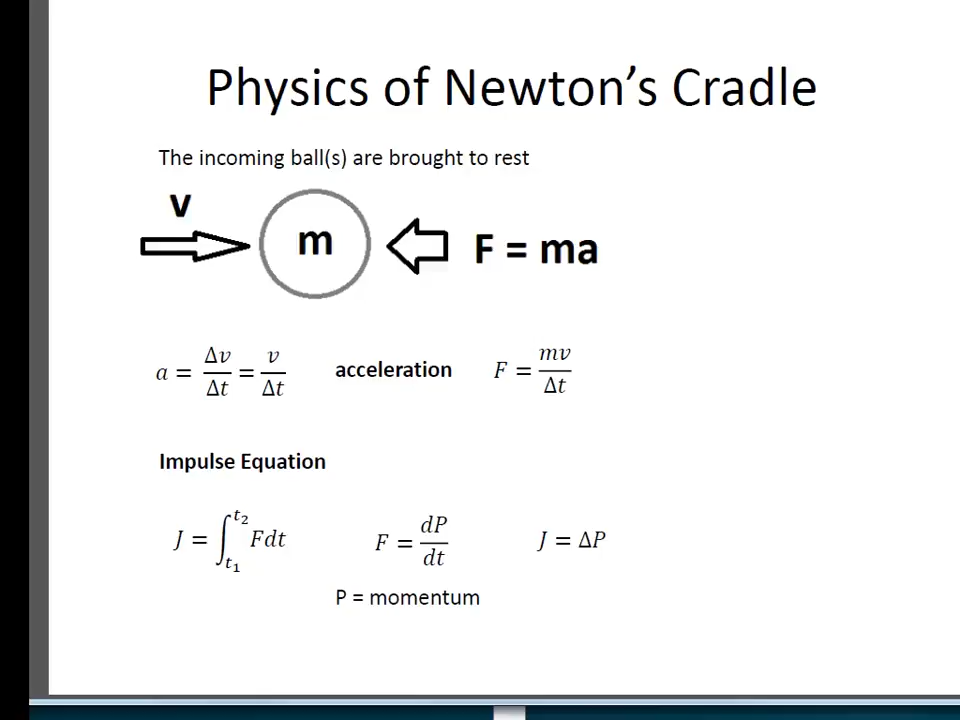 Physics of Newton's Cradle
The incoming ball(s) are brought to rest
v
m
F = ma
a = Δv/Δt = v/Δt
acceleration
F = mv/Δt
Impulse Equation
J = ∫_{t₁}^{t₂} Fdt
F = dP/dt
J = ΔP
P = momentum